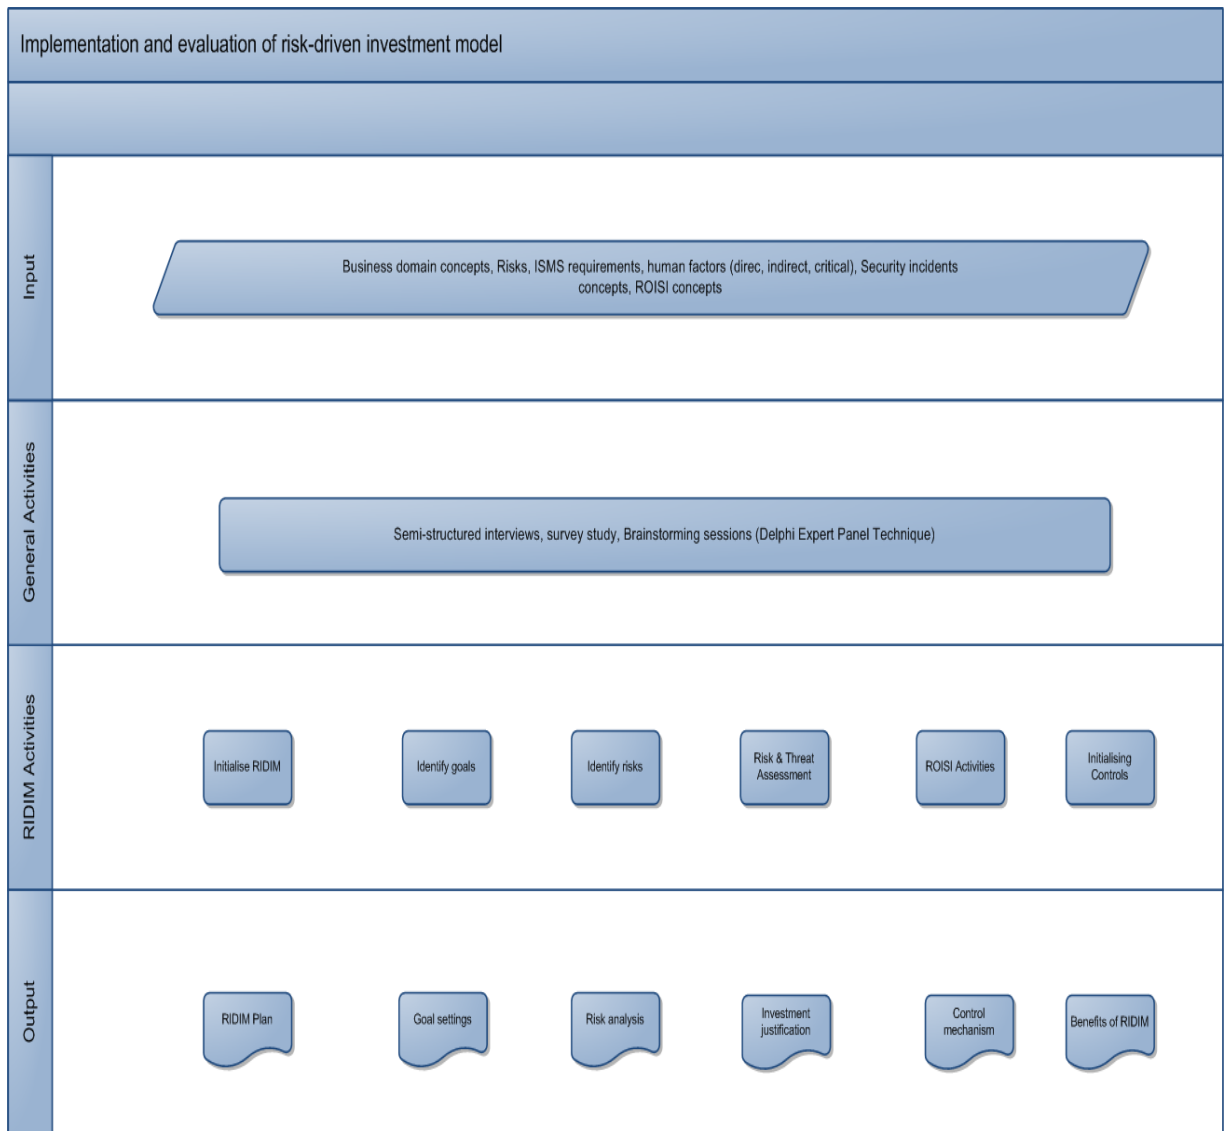 Implementation and evaluation of risk-driven investment model
Input
Business domain concepts, Risks, ISMS requirements, human factors (direc, indirect, critical), Security incidents
concepts, ROISI concepts
General Activities
Semi-structured interviews, survey study, Brainstorming sessions (Delphi Expert Panel Technique)
RIDIM Activities
Initialise RIDIM
Identify goals
Identify risks
Risk & Threat
Assessment
ROISI Activities
Initialising
Controls
Output
RIDIM Plan
Goal settings
Risk analysis
Investment
justification
Control
mechanism
Benefits of RIDIM